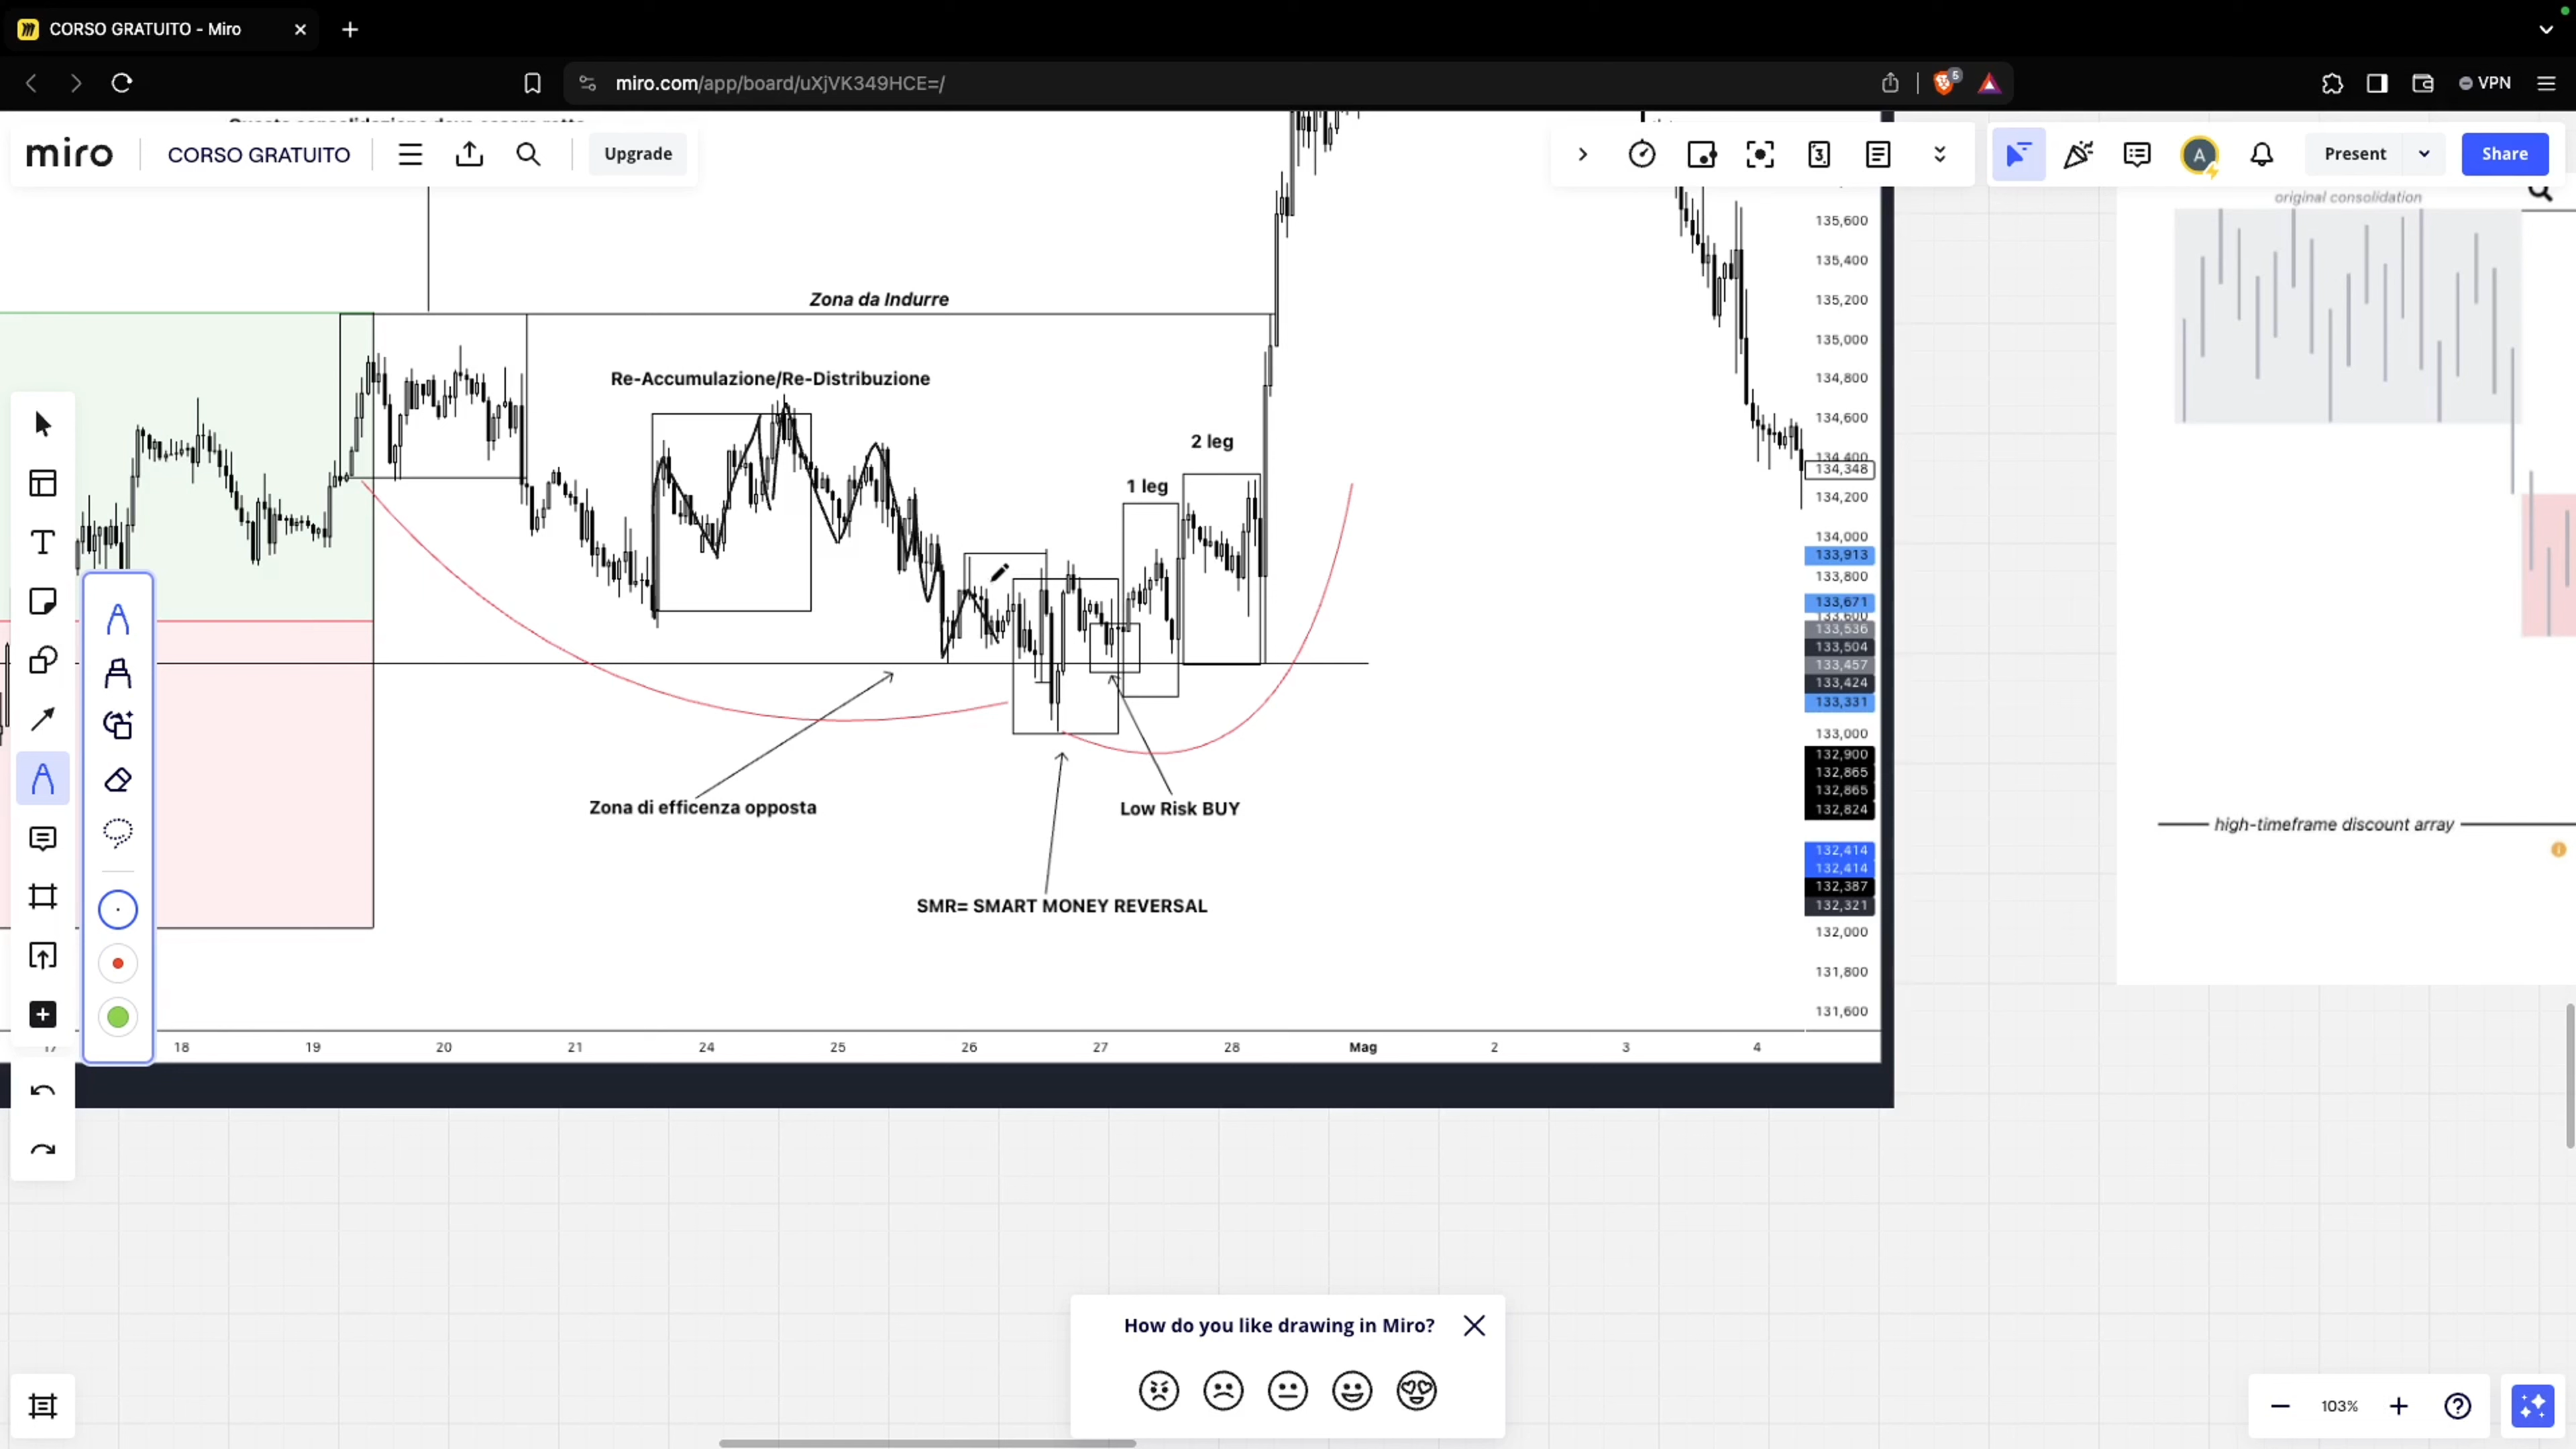 CORSO GRATUITO - Miro
miro.com/app/board/uXjVK349HCE=/
5
VPN
miro
CORSO GRATUITO
Upgrade
3
A
Present
Share
original consolidation
Zona da Indurre
Re-Accumulazione/Re-Distribuzione
2 leg
1 leg
Zona di efficenza opposta
Low Risk BUY
SMR= SMART MONEY REVERSAL
135,600
135,400
135,200
135,000
134,800
134,600
134,400
134,348
134,200
134,000
133,913
133,800
133,671
133,600
133,536
133,504
133,457
133,424
133,331
133,000
132,900
132,865
132,865
132,824
132,414
132,414
132,387
132,321
132,000
131,800
131,600
high-timeframe discount array
17 18 19 20 21 24 25 26 27 28 Mag 2 3 4
How do you like drawing in Miro?
103%